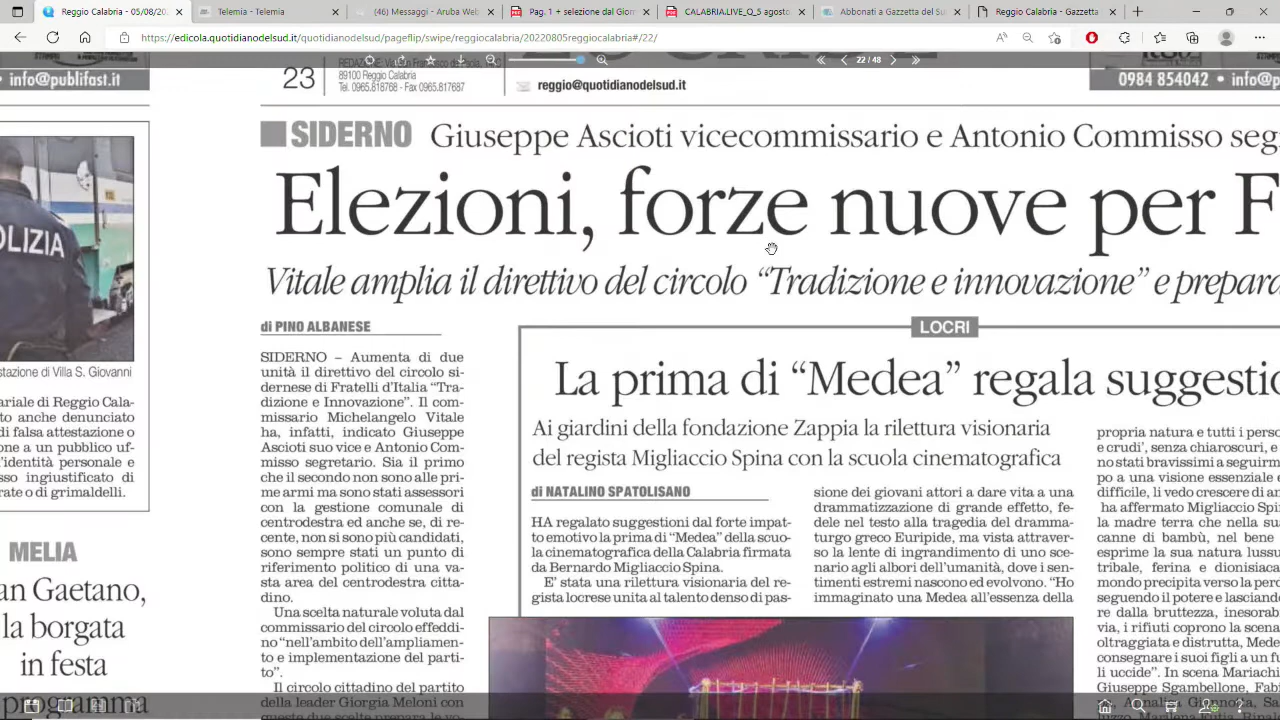 Reggio Calabria - 05/08/20
Telemia - Telemia
(46) Messaggi - Aruba Web
Pag. 1 + selezione dal Giorn
CALABRIA.LIVE_5 agosto
Abbonati a Gazzetta del Su
Reggio Calabria - Gazzetta
https://edicola.quotidianodelsud.it/quotidianodelsud/pageflip/swipe/reggiocalabria/20220805reggiocalabria#/22/
22 / 48
• info@publifast.it
23
89100 Reggio Calabria
Tel. 0965.818768 - Fax 0965.817687
reggio@quotidianodelsud.it
0984 854042 • info@p
OLIZIA
stazione di Villa S. Giovanni
ariale di Reggio Cala-
to anche denunciato
di falsa attestazione o
one a un pubblico uf-
l'identità personale e
sso ingiustificato di
rate o di grimaldelli.
MELIA
an Gaetano,
la borgata
in festa
programma
SIDERNO Giuseppe Ascioti vicecommissario e Antonio Commisso seg
Elezioni, forze nuove per F
Vitale amplia il direttivo del circolo “Tradizione e innovazione” e prepara
di PINO ALBANESE
SIDERNO – Aumenta di due
unità il direttivo del circolo si-
dernese di Fratelli d'Italia “Tra-
dizione e Innovazione”. Il com-
missario Michelangelo Vitale
ha, infatti, indicato Giuseppe
Ascioti suo vice e Antonio Com-
misso segretario. Sia il primo
che il secondo non sono alle pri-
me armi ma sono stati assessori
con la gestione comunale di
centrodestra ed anche se, di re-
cente, non si sono più candidati,
sono sempre stati un punto di
riferimento politico di una va-
sta area del centrodestra citta-
dino.
Una scelta naturale voluta dal
commissario del circolo effeddi-
no “nell'ambito dell'ampliamen-
to e implementazione del parti-
to”.
Il circolo cittadino del partito
della leader Giorgia Meloni con
queste due scelte prepara le vo-
LOCRI
La prima di “Medea” regala suggestio
Ai giardini della fondazione Zappia la rilettura visionaria
del regista Migliaccio Spina con la scuola cinematografica
di NATALINO SPATOLISANO
HA regalato suggestioni dal forte impat-
to emotivo la prima di “Medea” della scuo-
la cinematografica della Calabria firmata
da Bernardo Migliaccio Spina.
E' stata una rilettura visionaria del re-
gista locrese unita al talento denso di pas-
sione dei giovani attori a dare vita a una
drammatizzazione di grande effetto, fe-
dele nel testo alla tragedia del dramma-
turgo greco Euripide, ma vista attraver-
so la lente di ingrandimento di uno sce-
nario agli albori dell'umanità, dove i sen-
timenti estremi nascono ed evolvono. “Ho
immaginato una Medea all'essenza della
propria natura e tutti i perso
e crudi', senza chiaroscuri, e
no stati bravissimi a seguirm
po a una visione essenziale e
difficile, li vedo crescere di an
ha affermato Migliaccio Spi
la madre terra che nella su
canne di bambù, nel bene
esprime la sua natura lussu
tribale, ferina e dionisiaca
mondo precipita verso la perd
seguendo il potere e lasciando
re dalla bruttezza, inesorab
via, i rifiuti coprono la scena
oltraggiata e distrutta, Mede
consegnare i suoi figli a un fu
li uccide”. In scena Mariachi
Giuseppe Sgambellone, Fabi